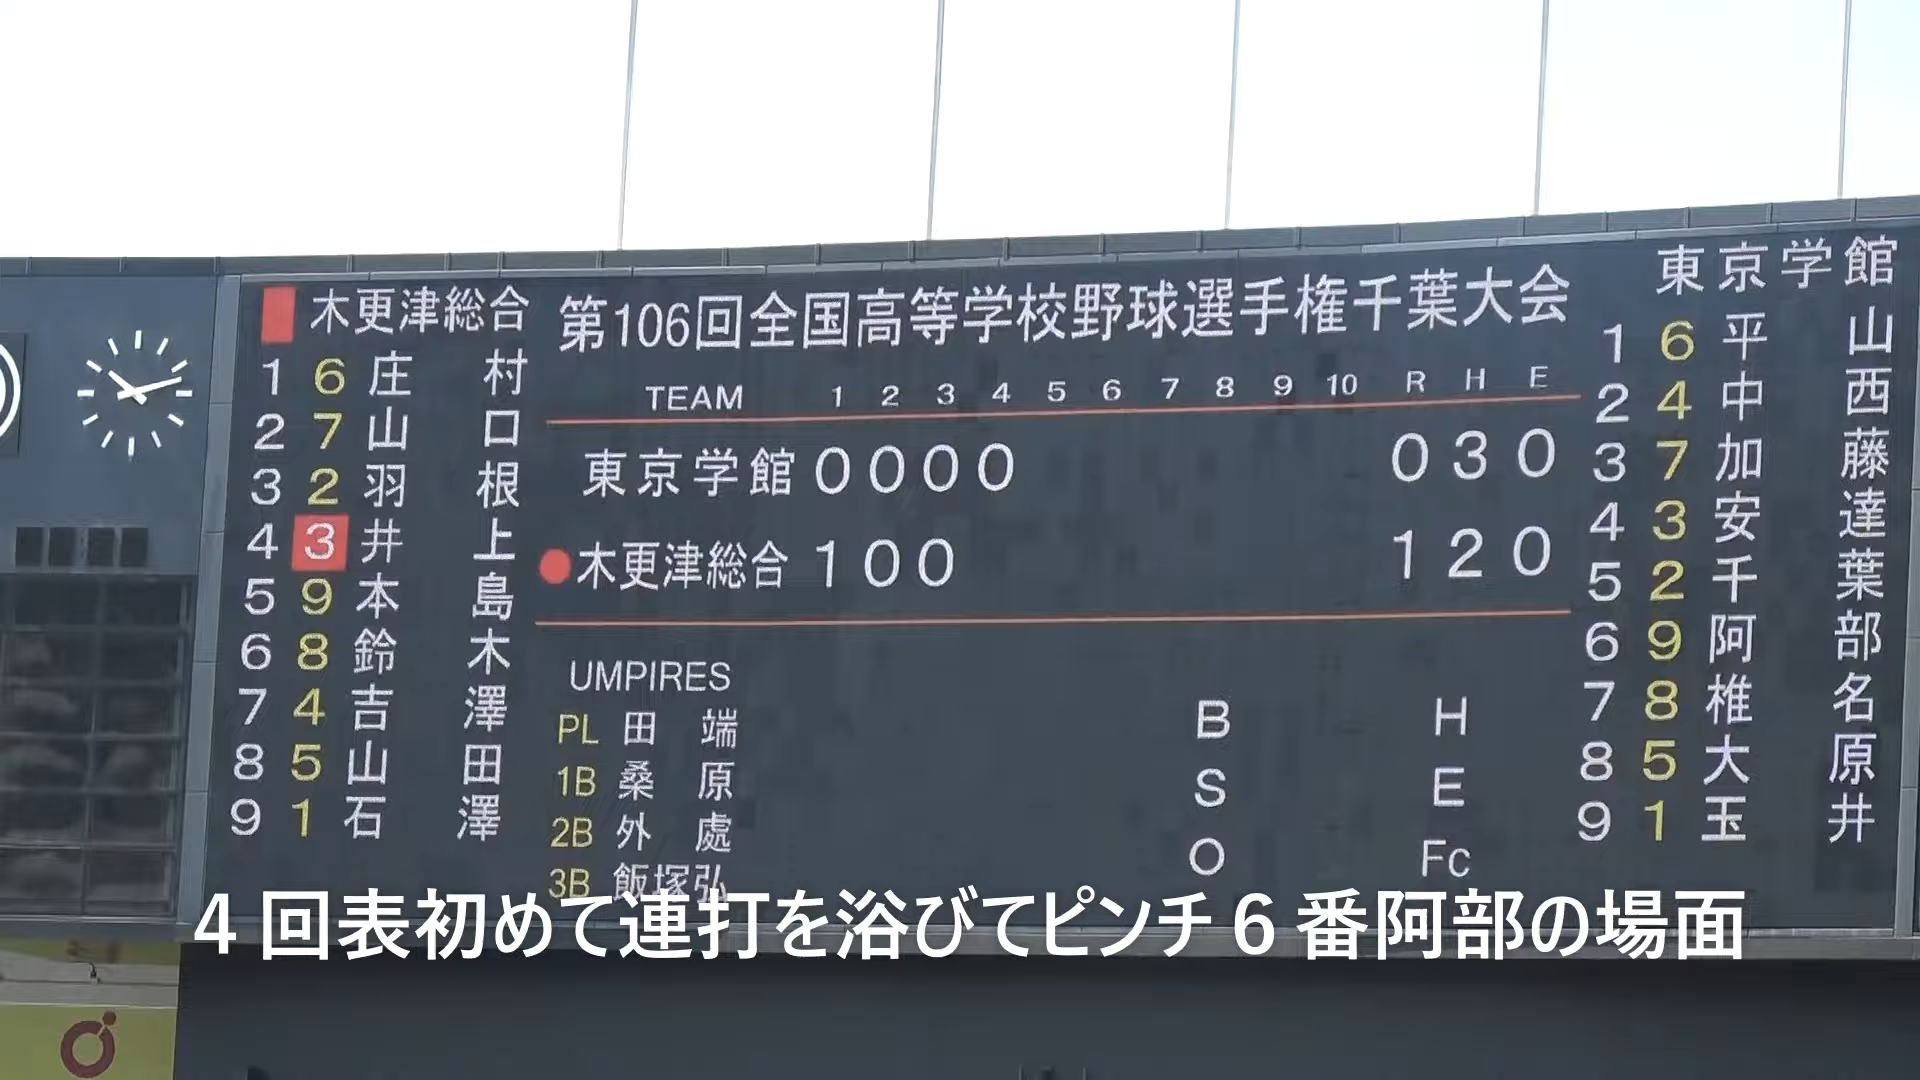 木更津総合
1 6 庄 村
2 7 山 口
3 2 羽 根
4 3 井 上
5 9 本 島
6 8 鈴 木
7 4 吉 澤
8 5 山 田
9 1 石 澤
第106回全国高等学校野球選手権千葉大会
TEAM 1 2 3 4 5 6 7 8 9 10 R H E
東京学館 0 0 0 0 0 3 0
木更津総合 1 0 0 1 2 0
UMPIRES
PL 田 端
1B 桑 原
2B 外 處
3B 飯塚弘
B H
S E
O Fc
東京学館
1 6 平 山
2 4 中 西
3 7 加 藤
4 3 安 達
5 2 千 葉
6 9 阿 部
7 8 椎 名
8 5 大 原
9 1 玉 井
4回表初めて連打を浴びてピンチ6番阿部の場面